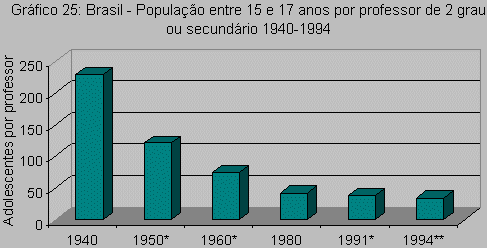 Gráfico 25: Brasil - População entre 15 e 17 anos por professor de 2 grau
ou secundário 1940-1994
Adolescentes por professor
250
200
150
100
50
0
1940 1950* 1960* 1980 1991* 1994**